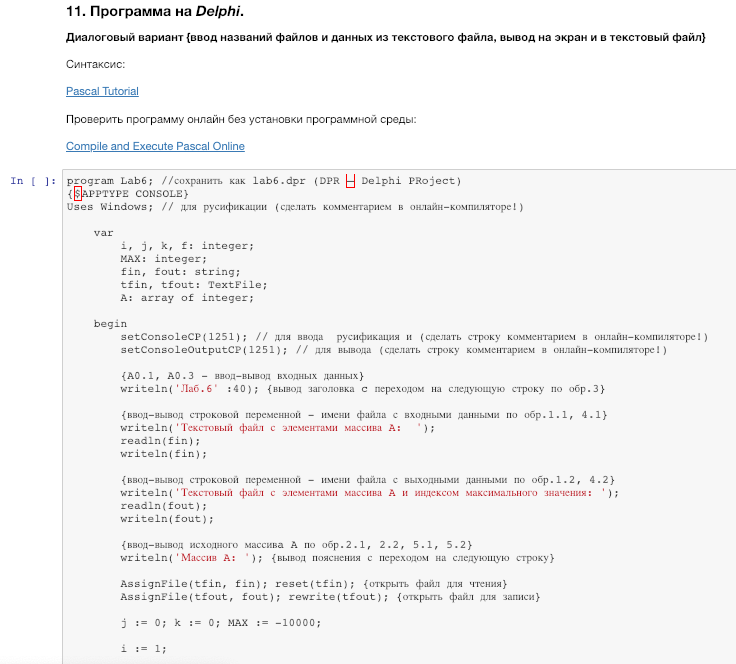 11. Программа на Delphi.
Диалоговый вариант {ввод названий файлов и данных из текстового файла, вывод на экран и в текстовый файл}
Синтаксис:
Pascal Tutorial
Проверить программу онлайн без установки программной среды:
Compile and Execute Pascal Online
In [ ]: program Lab6; //сохранить как lab6.dpr (DPR — Delphi PRoject)
{$APPTYPE CONSOLE}
Uses Windows; // для русификации (сделать комментарием в онлайн-компиляторе!)
var
i, j, k, f: integer;
MAX: integer;
fin, fout: string;
tfin, tfout: TextFile;
A: array of integer;
begin
setConsoleCP(1251); // для ввода  русификация и (сделать строку комментарием в онлайн-компиляторе!)
setConsoleOutputCP(1251); // для вывода (сделать строку комментарием в онлайн-компиляторе!)
{A0.1, A0.3 - ввод-вывод входных данных}
writeln('Лаб.6' :40); {вывод заголовка с переходом на следующую строку по обр.3}
{ввод-вывод строковой переменной - имени файла с входными данными по обр.1.1, 4.1}
writeln('Текстовый файл с элементами массива A:  ');
readln(fin);
writeln(fin);
{ввод-вывод строковой переменной - имени файла с выходными данными по обр.1.2, 4.2}
writeln('Текстовый файл с элементами массива A и индексом максимального значения: ');
readln(fout);
writeln(fout);
{ввод-вывод исходного массива A по обр.2.1, 2.2, 5.1, 5.2}
writeln('Массив A: '); {вывод пояснения с переходом на следующую строку}
AssignFile(tfin, fin); reset(tfin); {открыть файл для чтения}
AssignFile(tfout, fout); rewrite(tfout); {открыть файл для записи}
j := 0; k := 0; MAX := -10000;
i := 1;